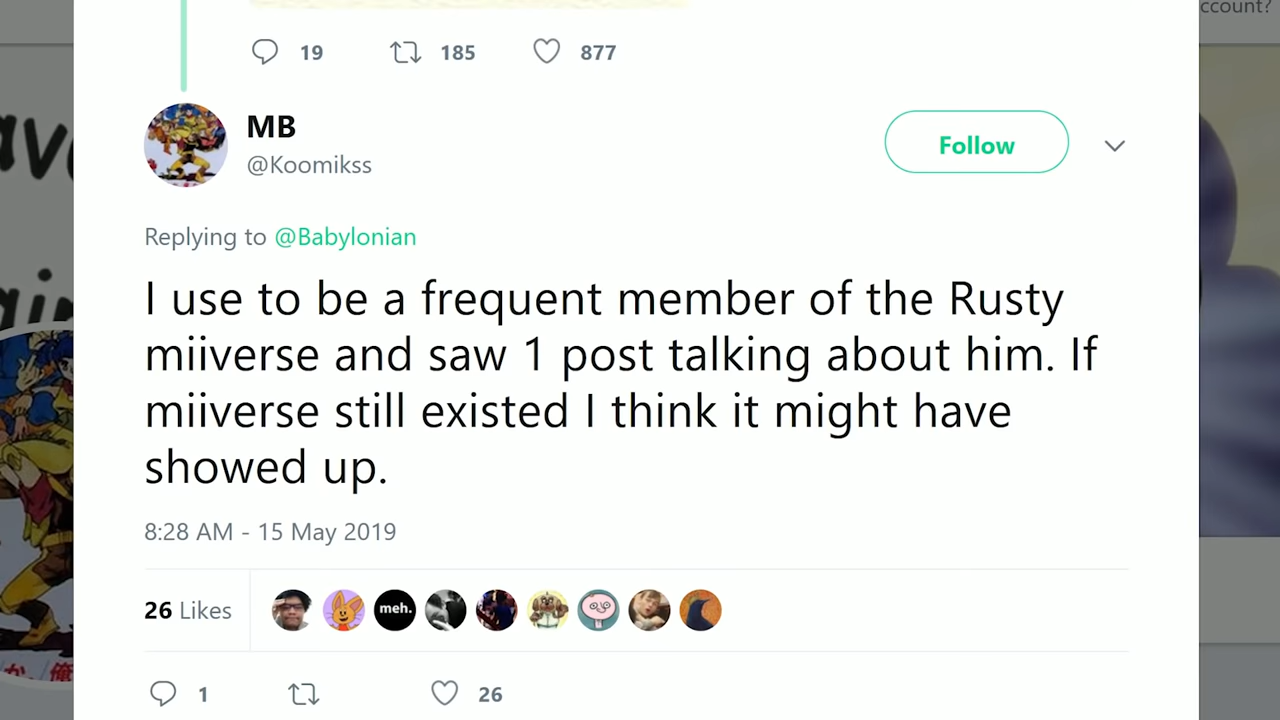 ccount?
19 185 877
MB
@Koomikss
Follow
Replying to @Babylonian
I use to be a frequent member of the Rusty
miiverse and saw 1 post talking about him. If
miiverse still existed I think it might have
showed up.
8:28 AM - 15 May 2019
26 Likes
meh.
1 26